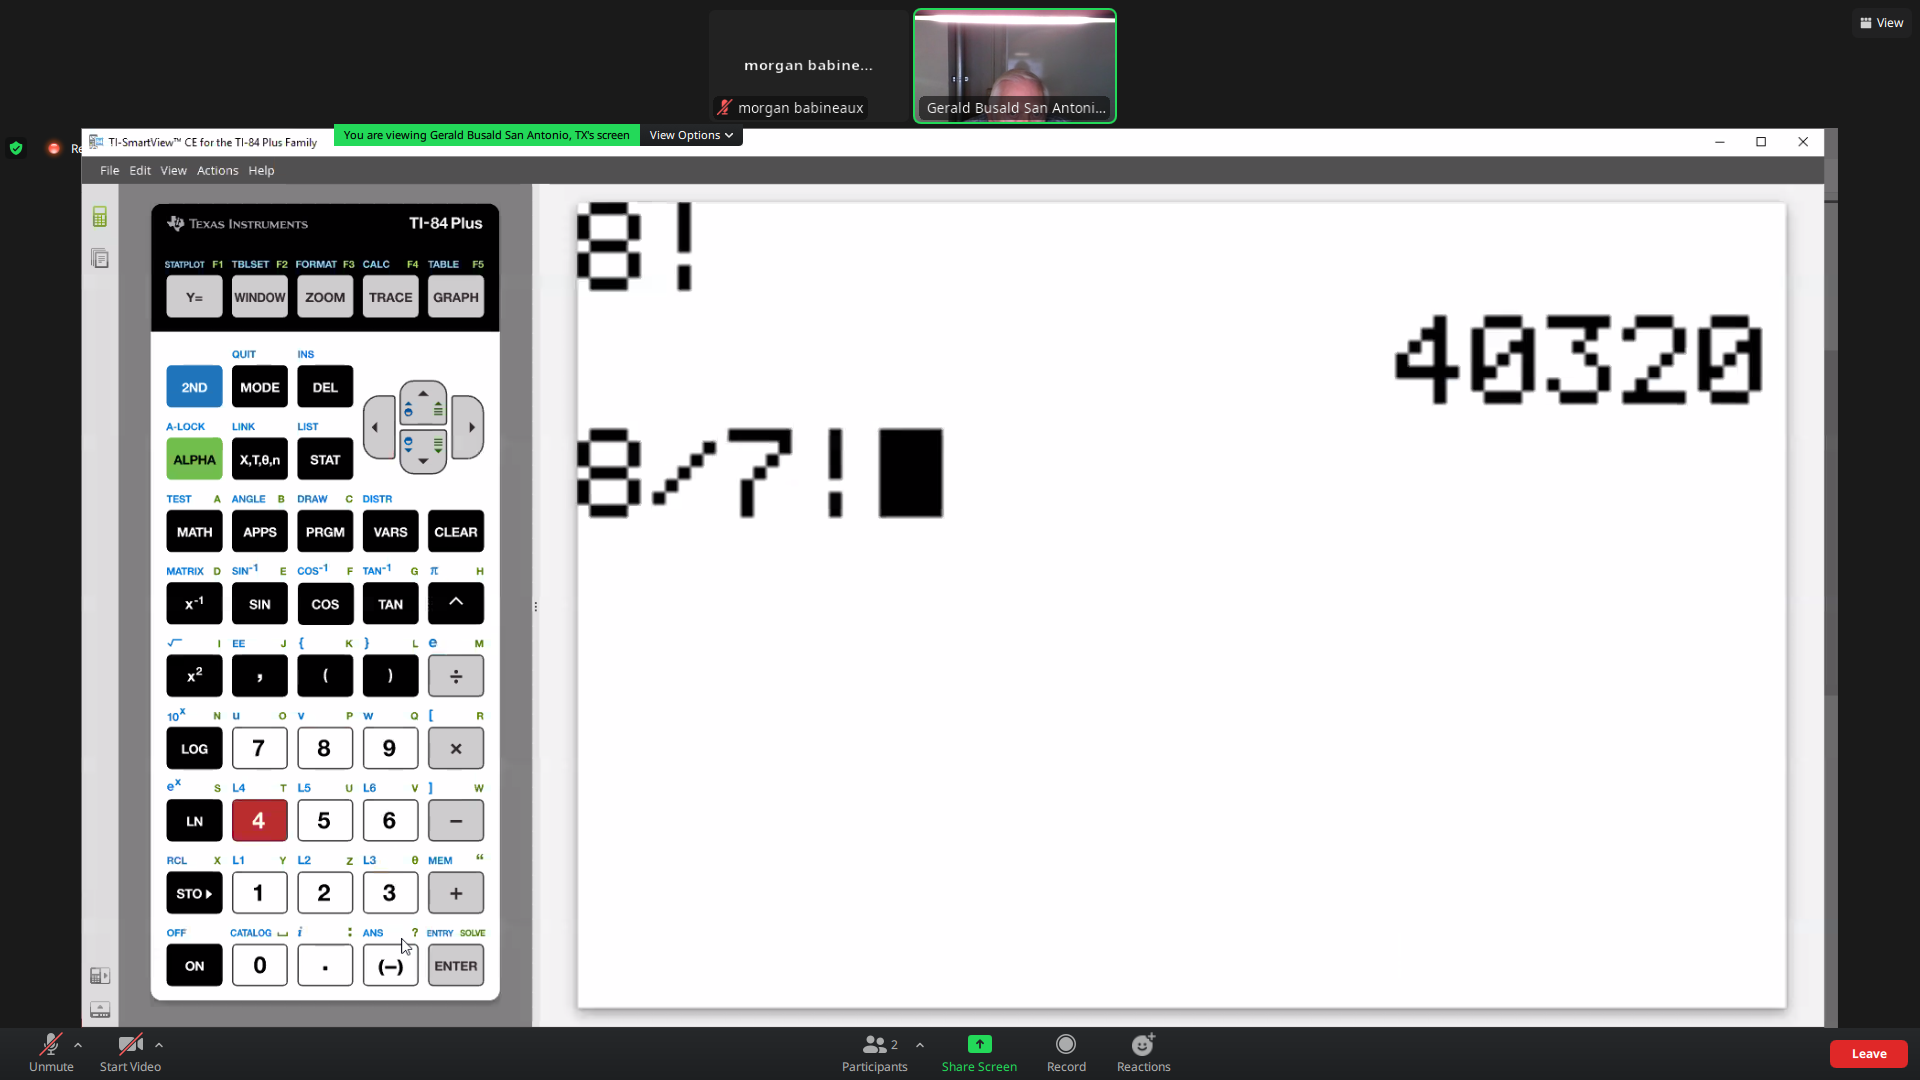 View
morgan babine...
morgan babineaux
Gerald Busald San Antoni...
Re
TI-SmartView™ CE for the TI-84 Plus Family
You are viewing Gerald Busald San Antonio, TX's screen
View Options
File Edit View Actions Help
TEXAS INSTRUMENTS TI-84 Plus
STATPLOT F1 TBLSET F2 FORMAT F3 CALC F4 TABLE F5
Y= WINDOW ZOOM TRACE GRAPH
QUIT INS
2ND MODE DEL
A-LOCK LINK LIST
ALPHA X,T,θ,n STAT
TEST A ANGLE B DRAW C DISTR
MATH APPS PRGM VARS CLEAR
MATRIX D SIN⁻¹ E COS⁻¹ F TAN⁻¹ G π H
x⁻¹ SIN COS TAN ^
√ I EE J { K } L e M
x² , ( ) ÷
10ˣ N u O v P w Q [ R
LOG 7 8 9 ×
eˣ S L4 T L5 U L6 V ] W
LN 4 5 6 −
RCL X L1 Y L2 Z L3 θ MEM “
STO▸ 1 2 3 +
OFF CATALOG ⎵ i : ANS ? ENTRY SOLVE
ON 0 . (−) ENTER
8!
40320
8/7!
Unmute
Start Video
Participants 2
Share Screen
Record
Reactions
Leave